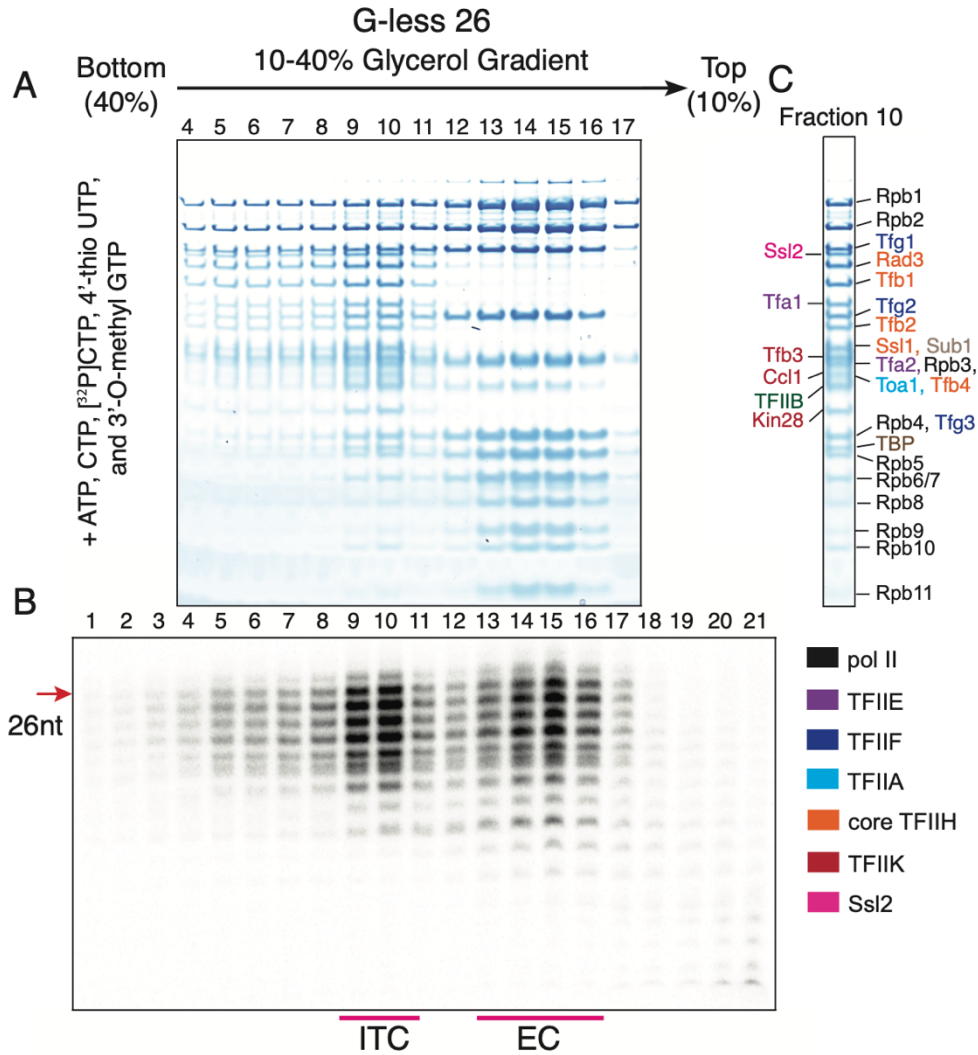 G-less 26
10-40% Glycerol Gradient
A
Bottom
(40%)
Top
(10%)
C
Fraction 10
4 5 6 7 8 9 10 11 12 13 14 15 16 17
+ ATP, CTP, [³²P]CTP, 4'-thio UTP,
and 3'-O-methyl GTP
Ssl2
Tfa1
Tfb3
Ccl1
TFIIB
Kin28
Rpb1
Rpb2
Tfg1
Rad3
Tfb1
Tfg2
Tfb2
Ssl1, Sub1
Tfa2, Rpb3,
Toa1, Tfb4
Rpb4, Tfg3
TBP
Rpb5
Rpb6/7
Rpb8
Rpb9
Rpb10
Rpb11
B
1 2 3 4 5 6 7 8 9 10 11 12 13 14 15 16 17 18 19 20 21
26nt
ITC
EC
pol II
TFIIE
TFIIF
TFIIA
core TFIIH
TFIIK
Ssl2